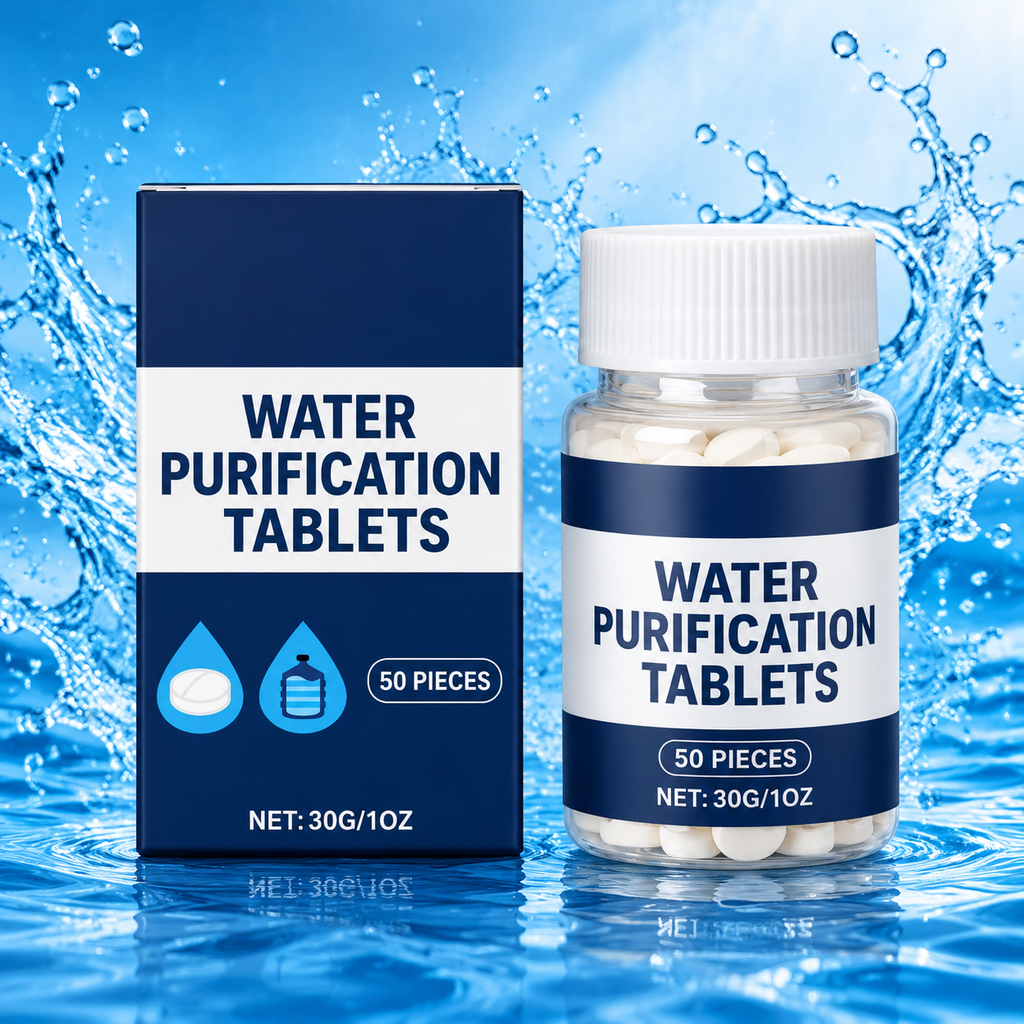 WATER
PURIFICATION
TABLETS
50 PIECES
NET: 30G/1OZ
WATER
PURIFICATION
TABLETS
50 PIECES
NET: 30G/1OZ